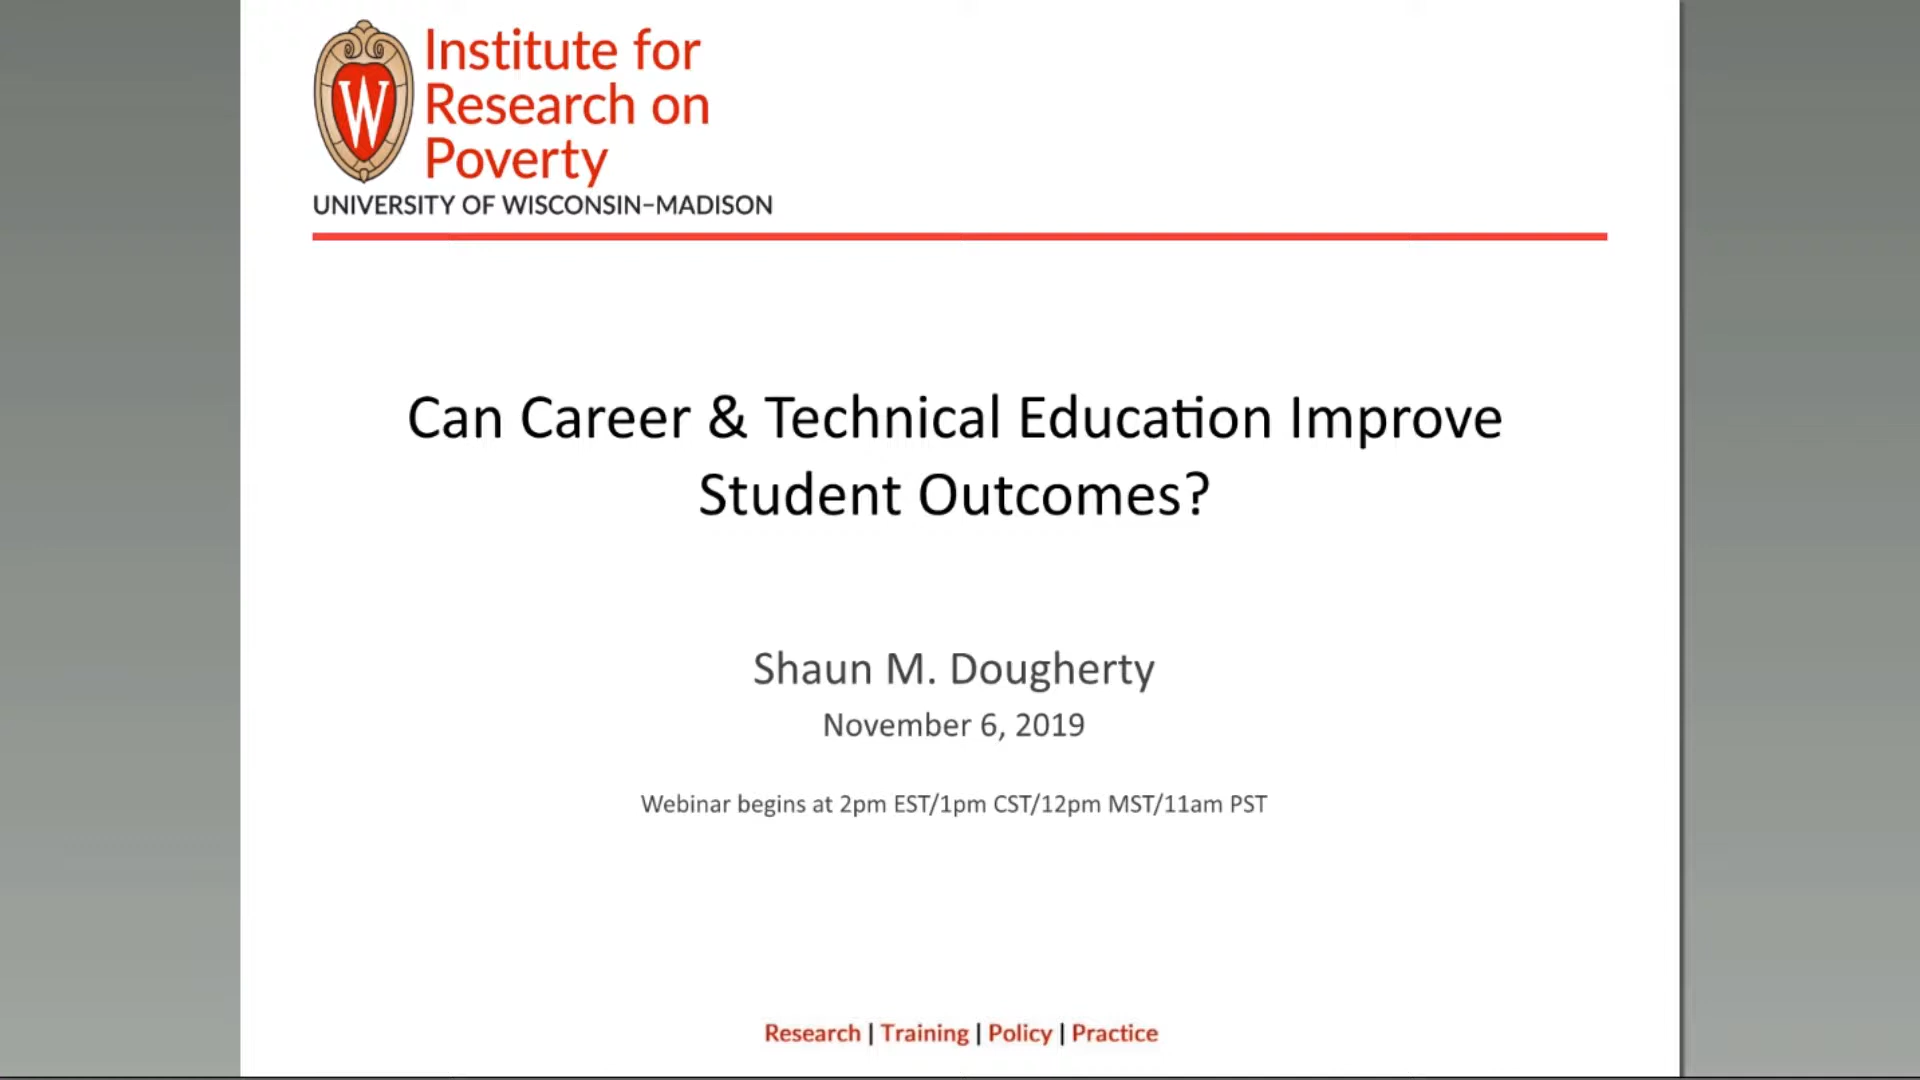 W
Institute for
Research on
Poverty
UNIVERSITY OF WISCONSIN–MADISON
Can Career & Technical Education Improve
Student Outcomes?
Shaun M. Dougherty
November 6, 2019
Webinar begins at 2pm EST/1pm CST/12pm MST/11am PST
Research | Training | Policy | Practice